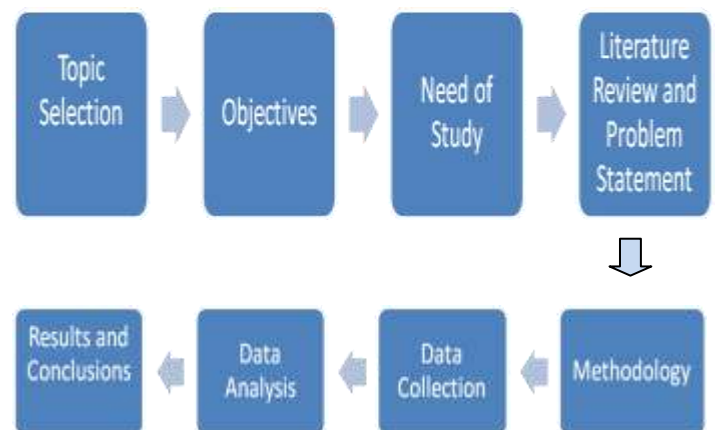 Topic
Selection
Objectives
Need of
Study
Literature
Review and
Problem
Statement
Methodology
Data
Collection
Data
Analysis
Results and
Conclusions